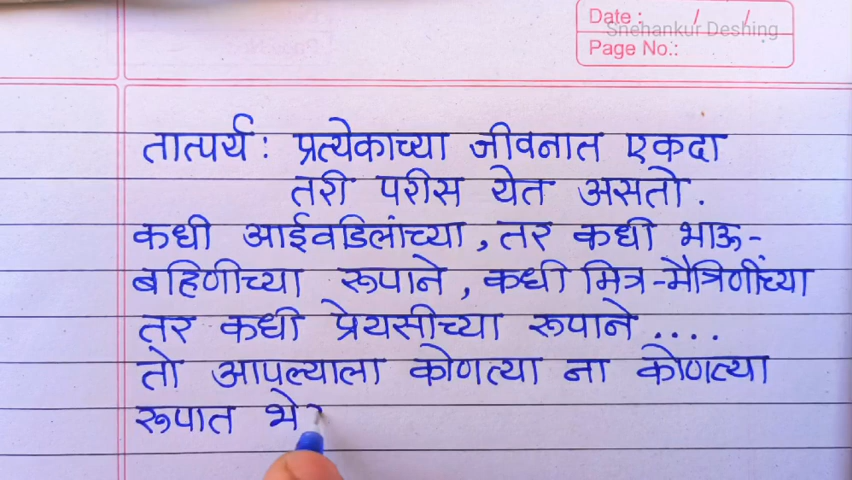 Date : / /
Snehankur Deshing
Page No.:
तात्पर्य : प्रत्येकाच्या जीवनात एकदा
तरी परीस येत असतो.
कधी आईवडिलांच्या, तर कधी भाऊ-
बहिणीच्या रूपाने, कधी मित्र-मैत्रिणींच्या
तर कधी प्रेयसीच्या रूपाने ....
तो आपल्याला कोणत्या ना कोणत्या
रूपात भे